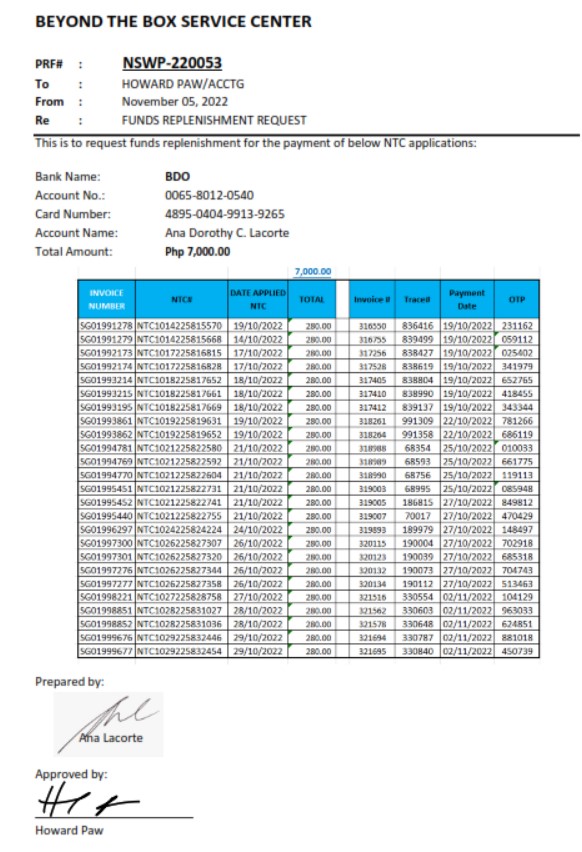 BEYOND THE BOX SERVICE CENTER
PRF# : NSWP-220053
To : HOWARD PAW/ACCTG
From : November 05, 2022
Re : FUNDS REPLENISHMENT REQUEST
This is to request funds replenishment for the payment of below NTC applications:
Bank Name: BDO
Account No.: 0065-8012-0540
Card Number: 4895-0404-9913-9265
Account Name: Ana Dorothy C. Lacorte
Total Amount: Php 7,000.00
7,000.00
INVOICE NUMBER NTC# DATE APPLIED NTC TOTAL Invoice # Trace# Payment Date OTP
SG01991278 NTC1014225815570 19/10/2022 280.00 316550 836416 19/10/2022 231162
SG01991279 NTC1014225815668 14/10/2022 280.00 316755 839499 19/10/2022 059112
SG01992173 NTC1017225816815 17/10/2022 280.00 317256 838427 19/10/2022 025402
SG01992174 NTC1017225816828 17/10/2022 280.00 317528 838619 19/10/2022 341979
SG01993214 NTC1018225817652 18/10/2022 280.00 317405 838804 19/10/2022 652765
SG01993215 NTC1018225817661 18/10/2022 280.00 317410 838990 19/10/2022 418455
SG01993195 NTC1018225817669 18/10/2022 280.00 317412 839137 19/10/2022 343344
SG01993861 NTC1019225819631 19/10/2022 280.00 318261 991309 22/10/2022 781266
SG01993862 NTC1019225819652 19/10/2022 280.00 318264 991358 22/10/2022 686119
SG01994781 NTC1021225822580 21/10/2022 280.00 318988 68354 25/10/2022 010033
SG01994769 NTC1021225822592 21/10/2022 280.00 318989 68593 25/10/2022 661775
SG01994770 NTC1021225822604 21/10/2022 280.00 318990 68756 25/10/2022 119113
SG01995451 NTC1021225822731 21/10/2022 280.00 319003 68995 25/10/2022 085948
SG01995452 NTC1021225822741 21/10/2022 280.00 319005 186815 27/10/2022 849812
SG01995440 NTC1021225822755 21/10/2022 280.00 319007 70017 27/10/2022 470429
SG01996297 NTC1024225824224 24/10/2022 280.00 319893 189979 27/10/2022 148497
SG01997300 NTC1026225827307 26/10/2022 280.00 320115 190004 27/10/2022 702918
SG01997301 NTC1026225827320 26/10/2022 280.00 320123 190039 27/10/2022 685318
SG01997276 NTC1026225827344 26/10/2022 280.00 320132 190073 27/10/2022 704743
SG01997277 NTC1026225827358 26/10/2022 280.00 320134 190112 27/10/2022 513463
SG01998221 NTC1027225828758 27/10/2022 280.00 321516 330554 02/11/2022 104129
SG01998851 NTC1028225831027 28/10/2022 280.00 321562 330603 02/11/2022 963033
SG01998852 NTC1028225831036 28/10/2022 280.00 321578 330648 02/11/2022 624851
SG01999676 NTC1029225832446 29/10/2022 280.00 321694 330787 02/11/2022 881018
SG01999677 NTC1029225832454 29/10/2022 280.00 321695 330840 02/11/2022 450739
Prepared by:
Ana Lacorte
Approved by:
Howard Paw